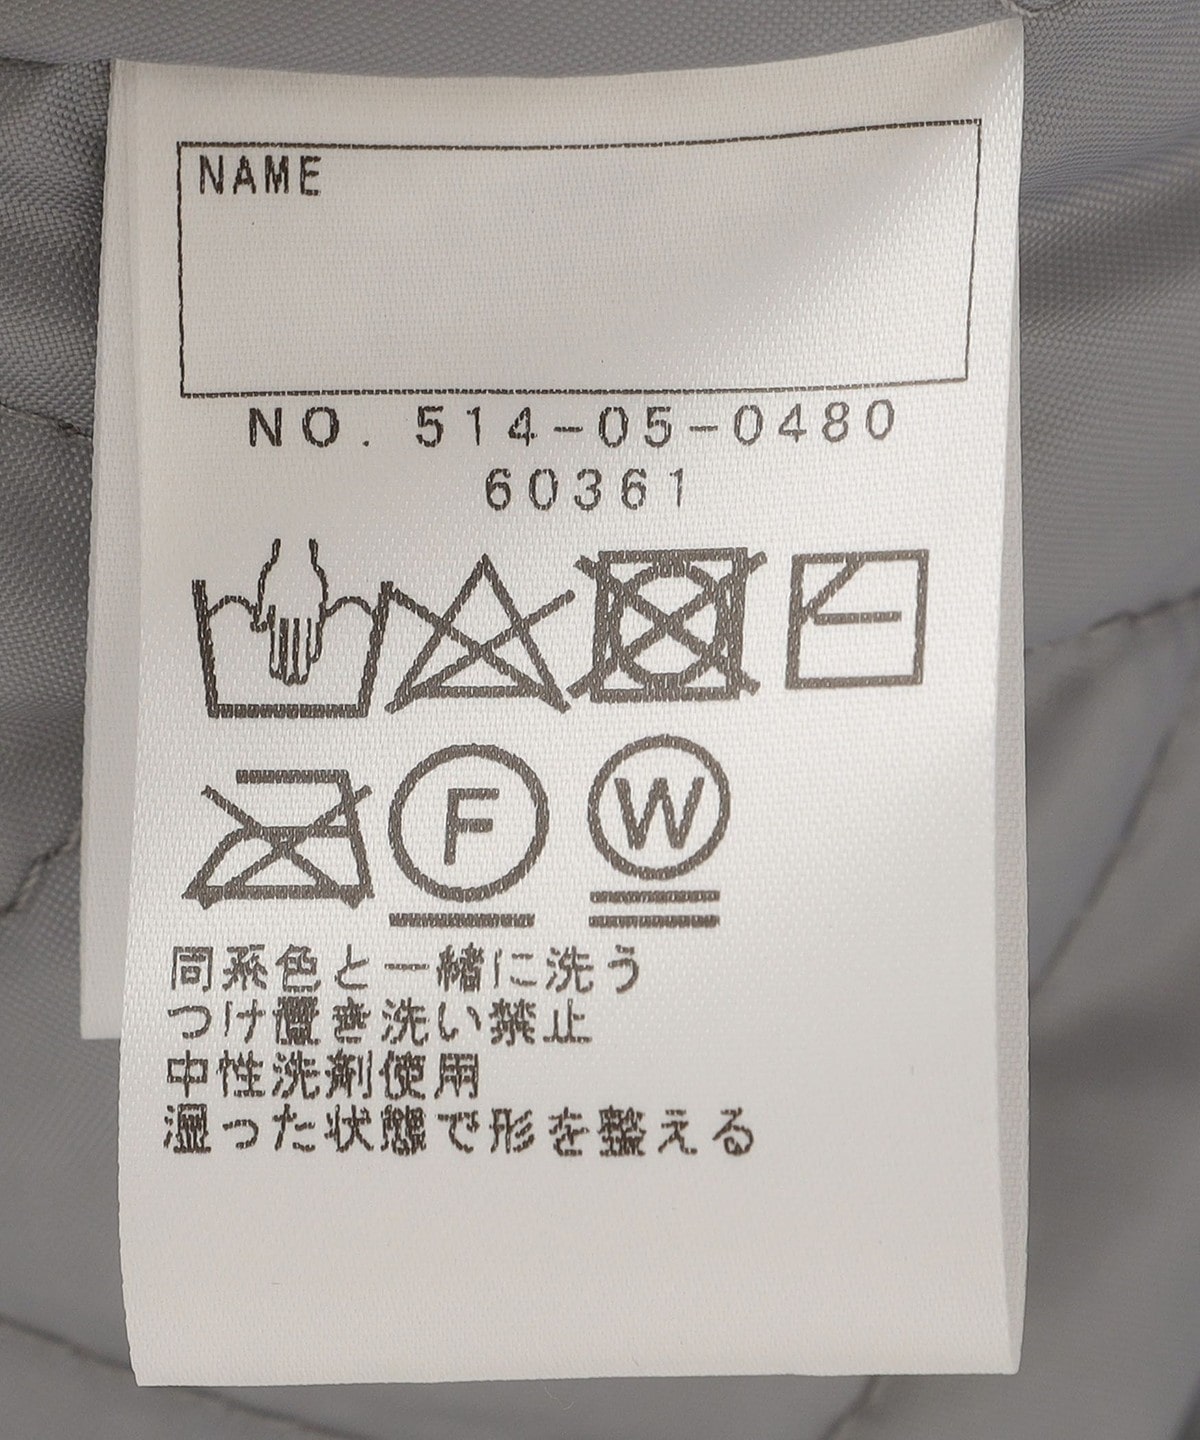 NAME
NO. 514-05-0480
60361
F
W
同系色と一緒に洗う
つけ置き洗い禁止
中性洗剤使用
湿った状態で形を整える